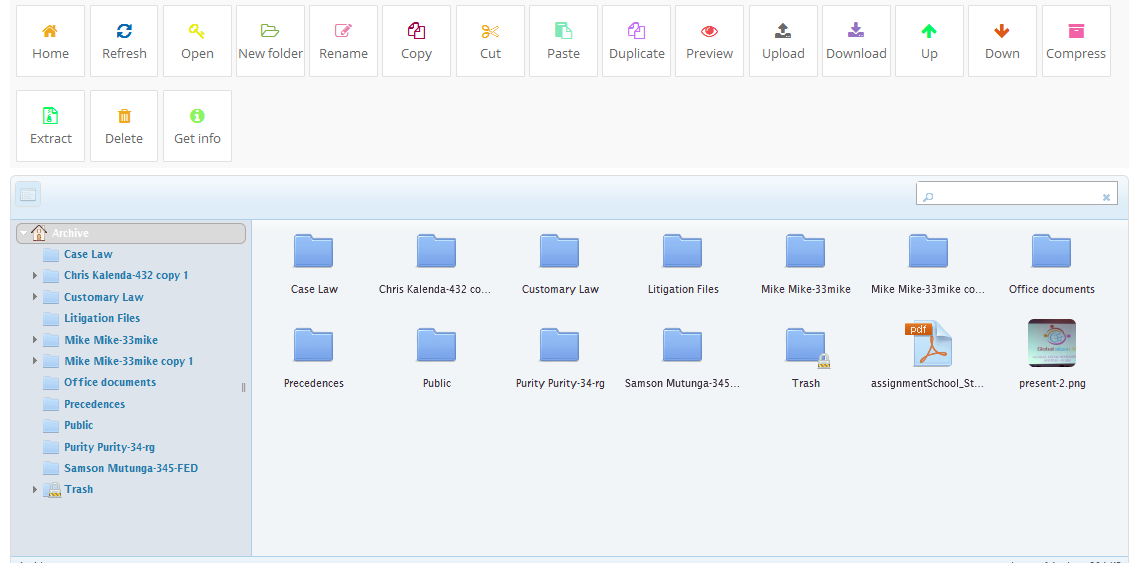 Home Refresh Open New folder Rename Copy Cut Paste Duplicate Preview Upload Download Up Down Compress
Extract Delete Get info
Archive
Case Law
Chris Kalenda-432 copy 1
Customary Law
Litigation Files
Mike Mike-33mike
Mike Mike-33mike copy 1
Office documents
Precedences
Public
Purity Purity-34-rg
Samson Mutunga-345-FED
Trash
Case Law Chris Kalenda-432 co... Customary Law Litigation Files Mike Mike-33mike Mike Mike-33mike co... Office documents
pdf
Precedences Public Purity Purity-34-rg Samson Mutunga-345... Trash assignmentSchool_St... present-2.png